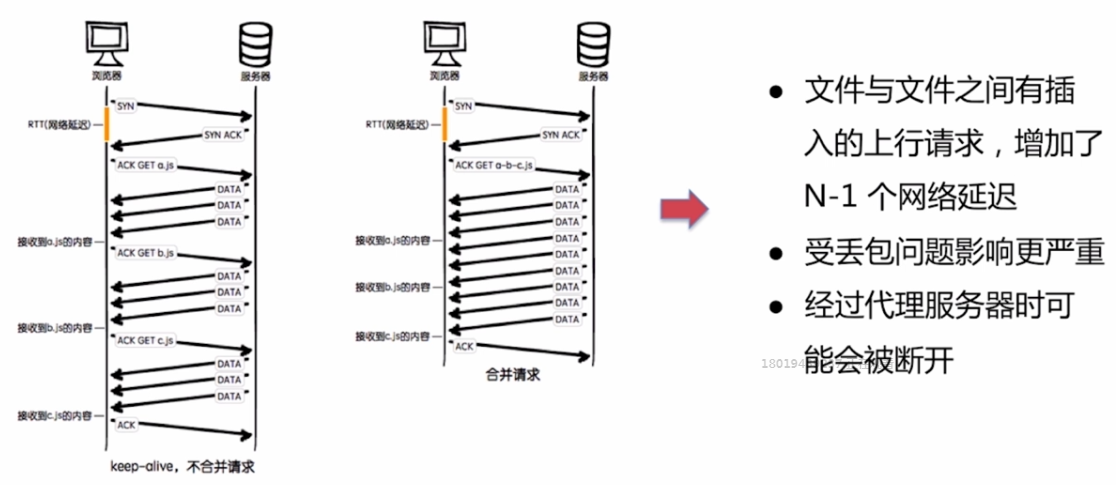 浏览器
服务器
SYN
RTT(网络延迟)
SYN ACK
ACK GET a.js
DATA
DATA
DATA
接收到a.js的内容
ACK GET b.js
DATA
DATA
DATA
接收到b.js的内容
ACK GET c.js
DATA
DATA
DATA
接收到c.js的内容
ACK
keep-alive，不合并请求
浏览器
服务器
SYN
RTT(网络延迟)
SYN ACK
ACK GET a-b-c.js
DATA
DATA
DATA
接收到a.js的内容
DATA
DATA
DATA
接收到b.js的内容
DATA
DATA
DATA
接收到c.js的内容
ACK
合并请求
● 文件与文件之间有插
入的上行请求，增加了
N-1 个网络延迟
● 受丢包问题影响更严重
● 经过代理服务器时可
能会被断开